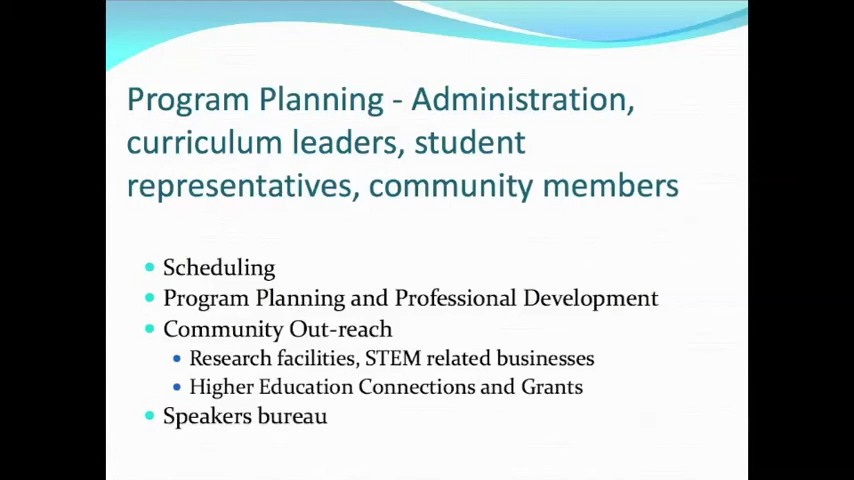 Program Planning - Administration,
curriculum leaders, student
representatives, community members
• Scheduling
• Program Planning and Professional Development
• Community Out-reach
• Research facilities, STEM related businesses
• Higher Education Connections and Grants
• Speakers bureau